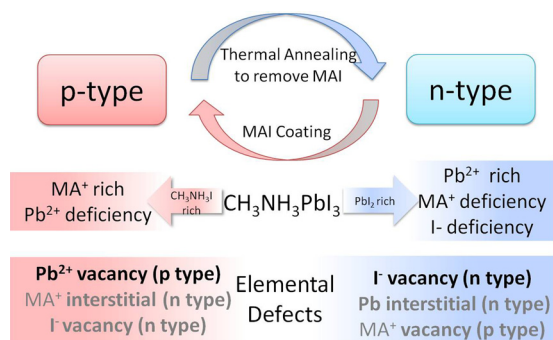 Thermal Annealing
to remove MAI
p-type
n-type
MAI Coating
MA⁺ rich
Pb²⁺ deficiency
CH₃NH₃I
rich
CH₃NH₃PbI₃
PbI₂ rich
Pb²⁺ rich
MA⁺ deficiency
I- deficiency
Pb²⁺ vacancy (p type)
MA⁺ interstitial (n type)
I⁻ vacancy (n type)
Elemental
Defects
I⁻ vacancy (n type)
Pb interstitial (n type)
MA⁺ vacancy (p type)